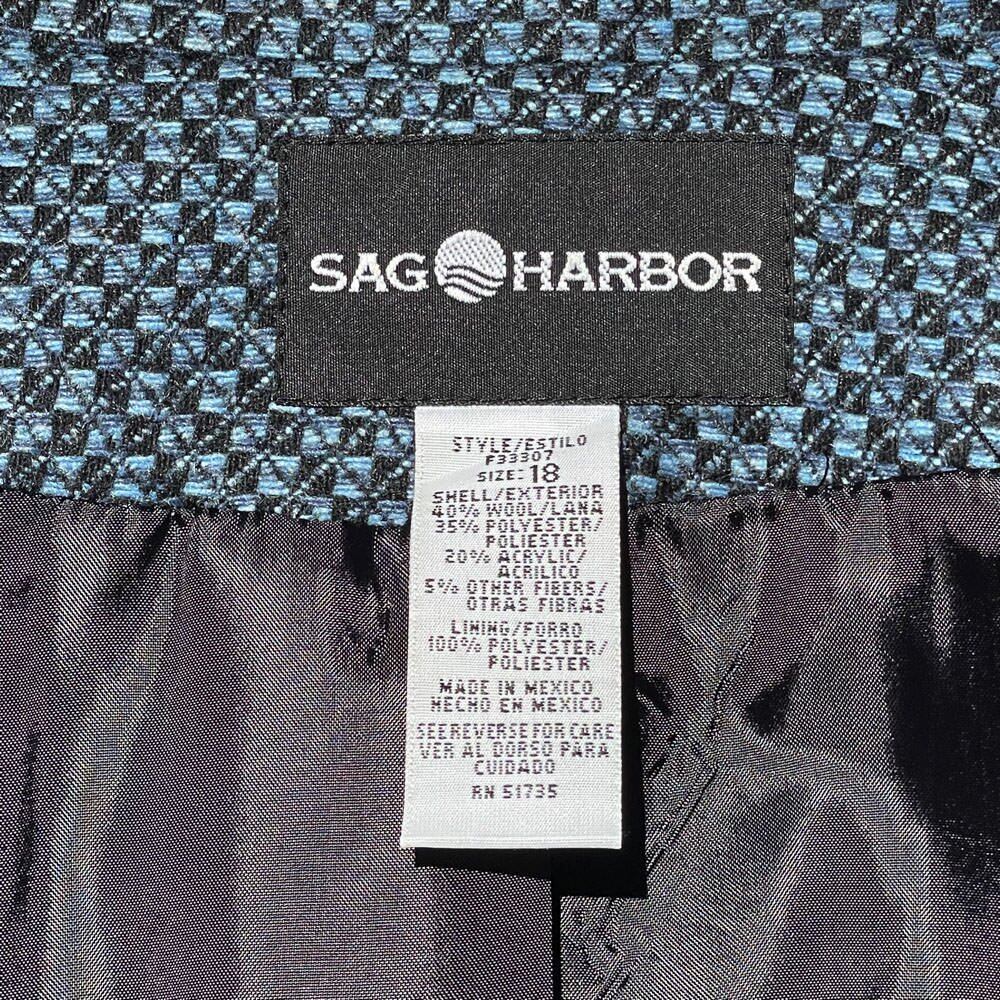 SAG HARBOR
STYLE/ESTILO
F33307
SIZE: 18
SHELL/EXTERIOR
40% WOOL/LANA
35% POLYESTER/
POLIESTER
20% ACRYLIC/
ACRILICO
5% OTHER FIBERS/
OTRAS FIBRAS
LINING/FORRO
100% POLYESTER/
POLIESTER
MADE IN MEXICO
HECHO EN MEXICO
SEE REVERSE FOR CARE
VER AL DORSO PARA
CUIDADO
RN 51735